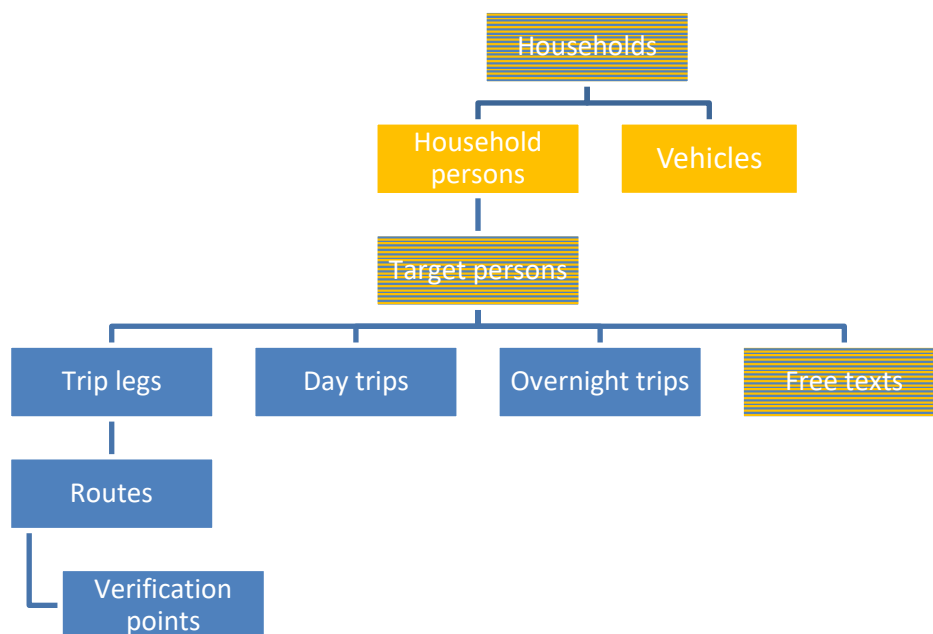 Households
Household
persons
Vehicles
Target persons
Trip legs
Day trips
Overnight trips
Free texts
Routes
Verification
points